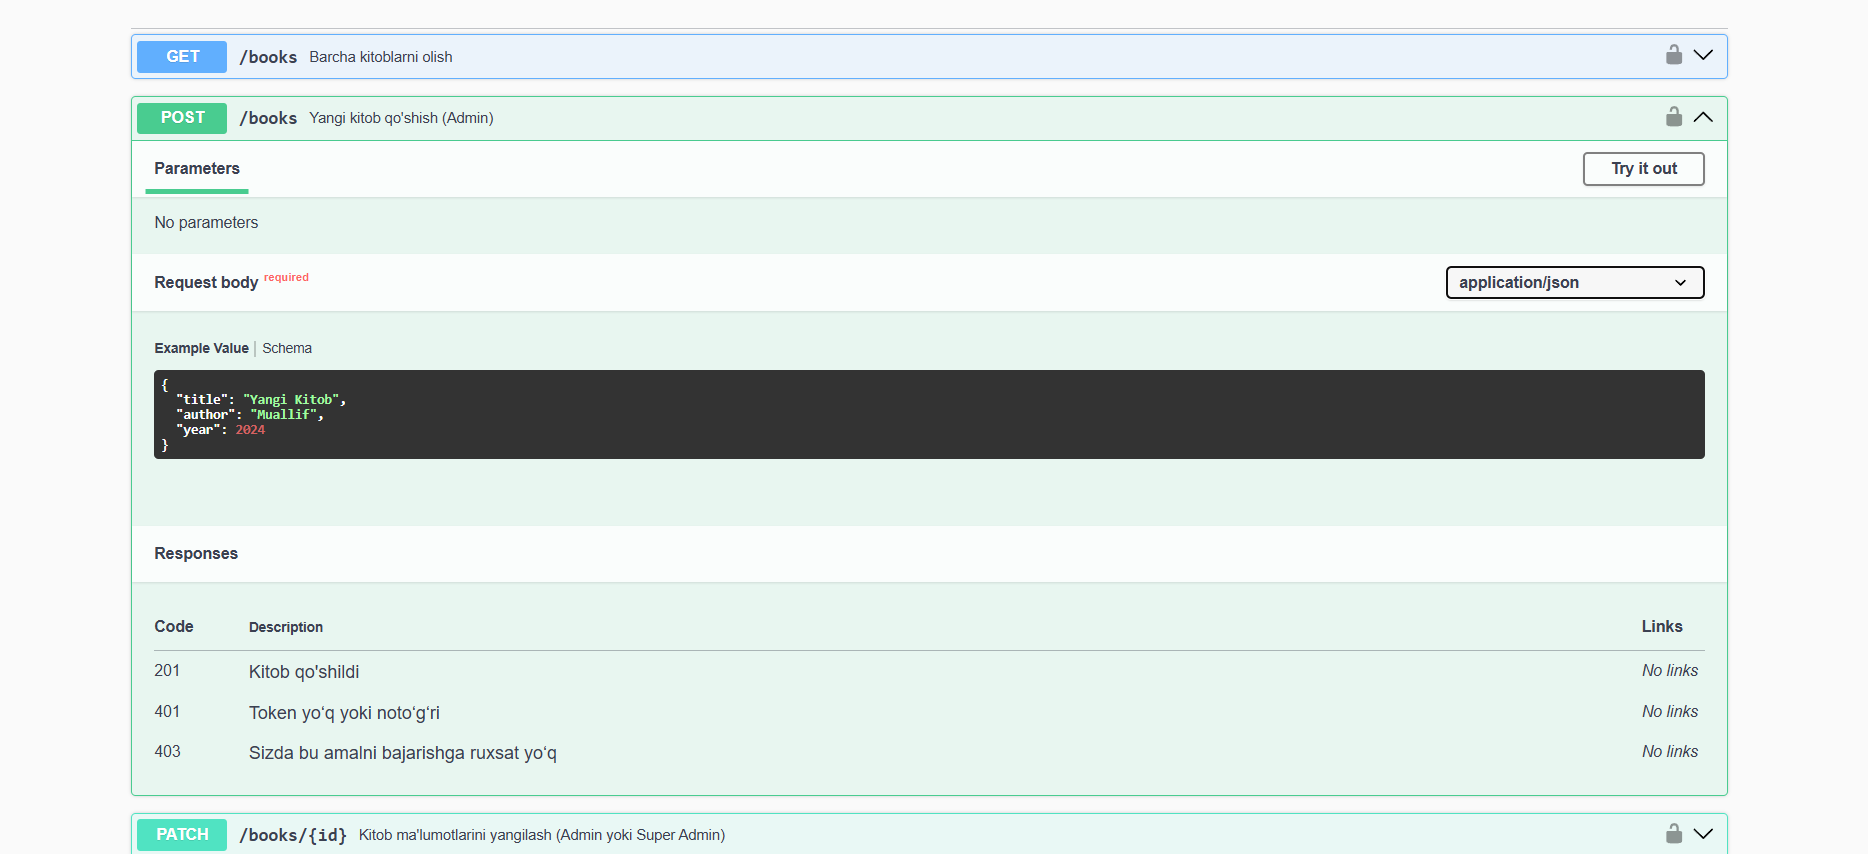 GET /books Barcha kitoblarni olish
POST /books Yangi kitob qo'shish (Admin)
Parameters Try it out
No parameters
Request body required application/json
Example Value | Schema
{
"title": "Yangi Kitob",
"author": "Muallif",
"year": 2024
}
Responses
Code Description Links
201 Kitob qo'shildi No links
401 Token yo‘q yoki noto‘g‘ri No links
403 Sizda bu amalni bajarishga ruxsat yo‘q No links
PATCH /books/{id} Kitob ma'lumotlarini yangilash (Admin yoki Super Admin)